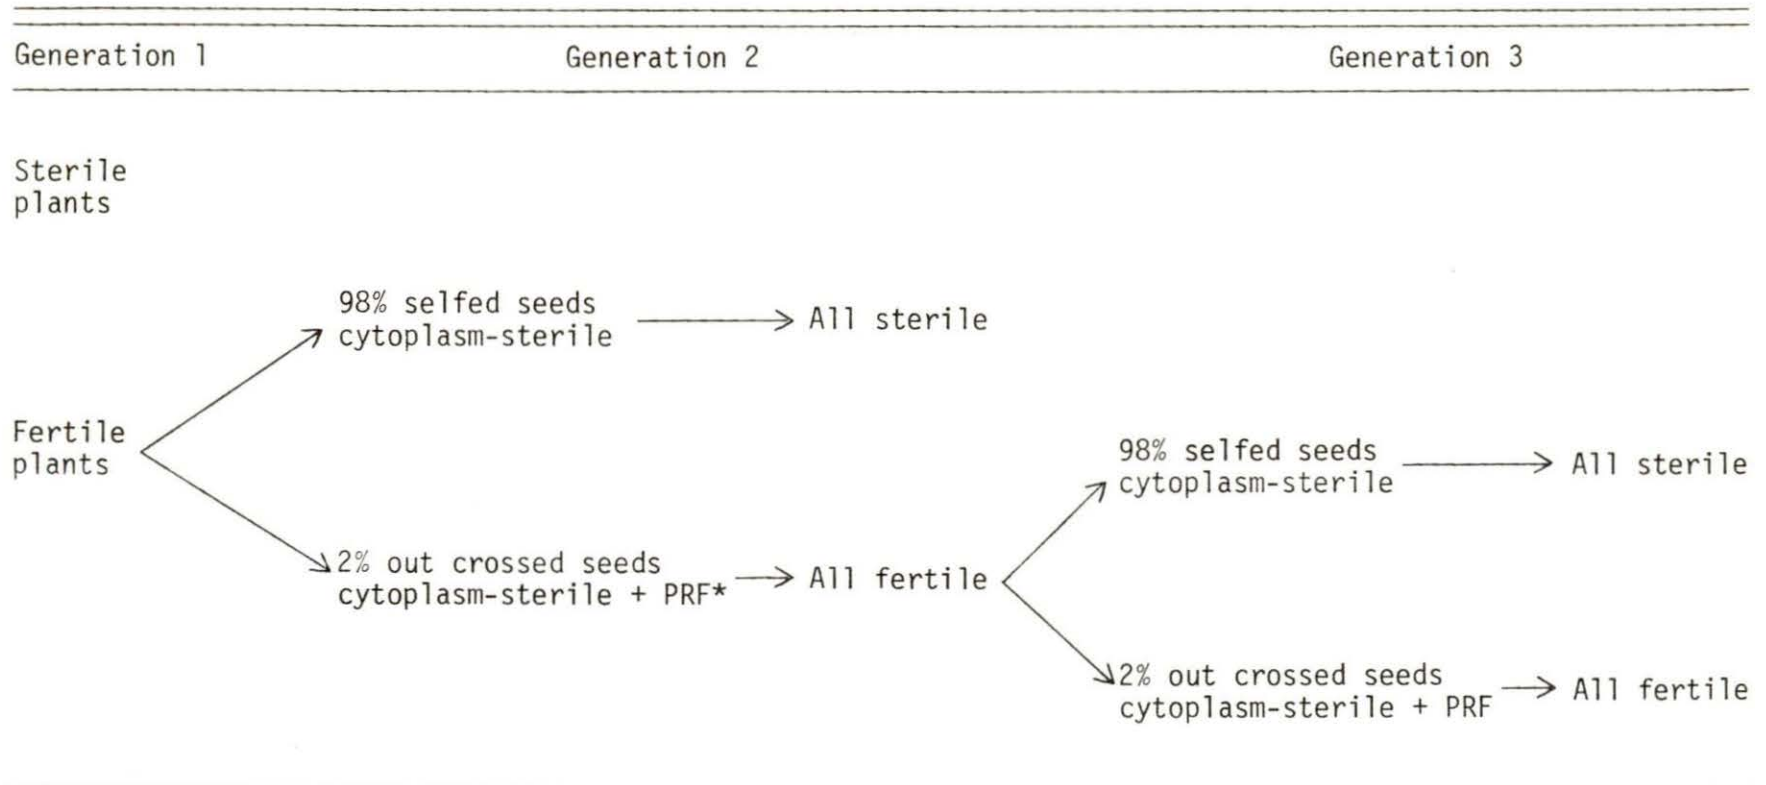 Generation 1
Generation 2
Generation 3
Sterile
plants
98% selfed seeds
cytoplasm-sterile
All sterile
Fertile
plants
2% out crossed seeds
cytoplasm-sterile + PRF*
All fertile
98% selfed seeds
cytoplasm-sterile
All sterile
2% out crossed seeds
cytoplasm-sterile + PRF
All fertile